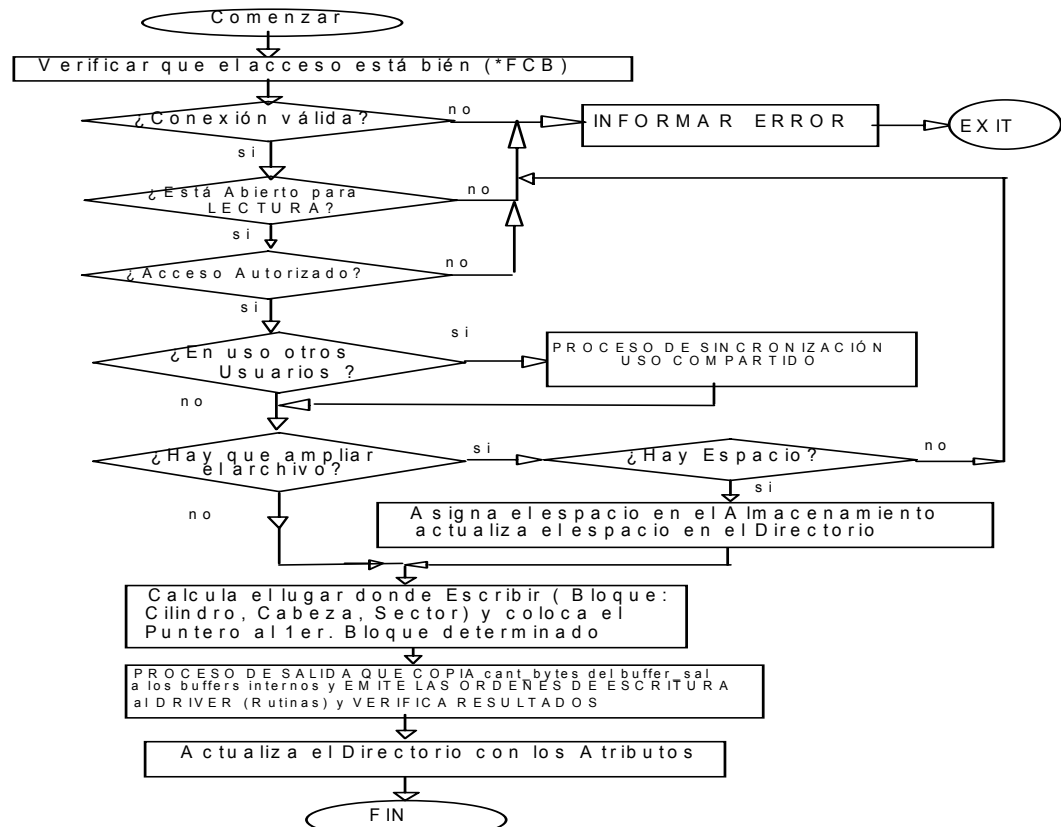 Comenzar
Verificar que el acceso está bién (*FCB)
¿Conexión válida?
no
INFORMAR ERROR
EXIT
si
¿Está Abierto para
LECTURA?
no
si
¿Acceso Autorizado?
no
si
¿En uso otros
Usuarios ?
si
PROCESO DE SINCRONIZACIÓN
USO COMPARTIDO
no
¿Hay que ampliar
el archivo?
si
¿Hay Espacio?
no
si
no
Asigna el espacio en el Almacenamiento
actualiza el espacio en el Directorio
Calcula el lugar donde Escribir ( Bloque:
Cilindro, Cabeza, Sector) y coloca el
Puntero al 1er. Bloque determinado
PROCESO DE SALIDA QUE COPIA cant_bytes del buffer_sal
a los buffers internos y EMITE LAS ORDENES DE ESCRITURA
al DRIVER (Rutinas) y VERIFICA RESULTADOS
Actualiza el Directorio con los Atributos
FIN